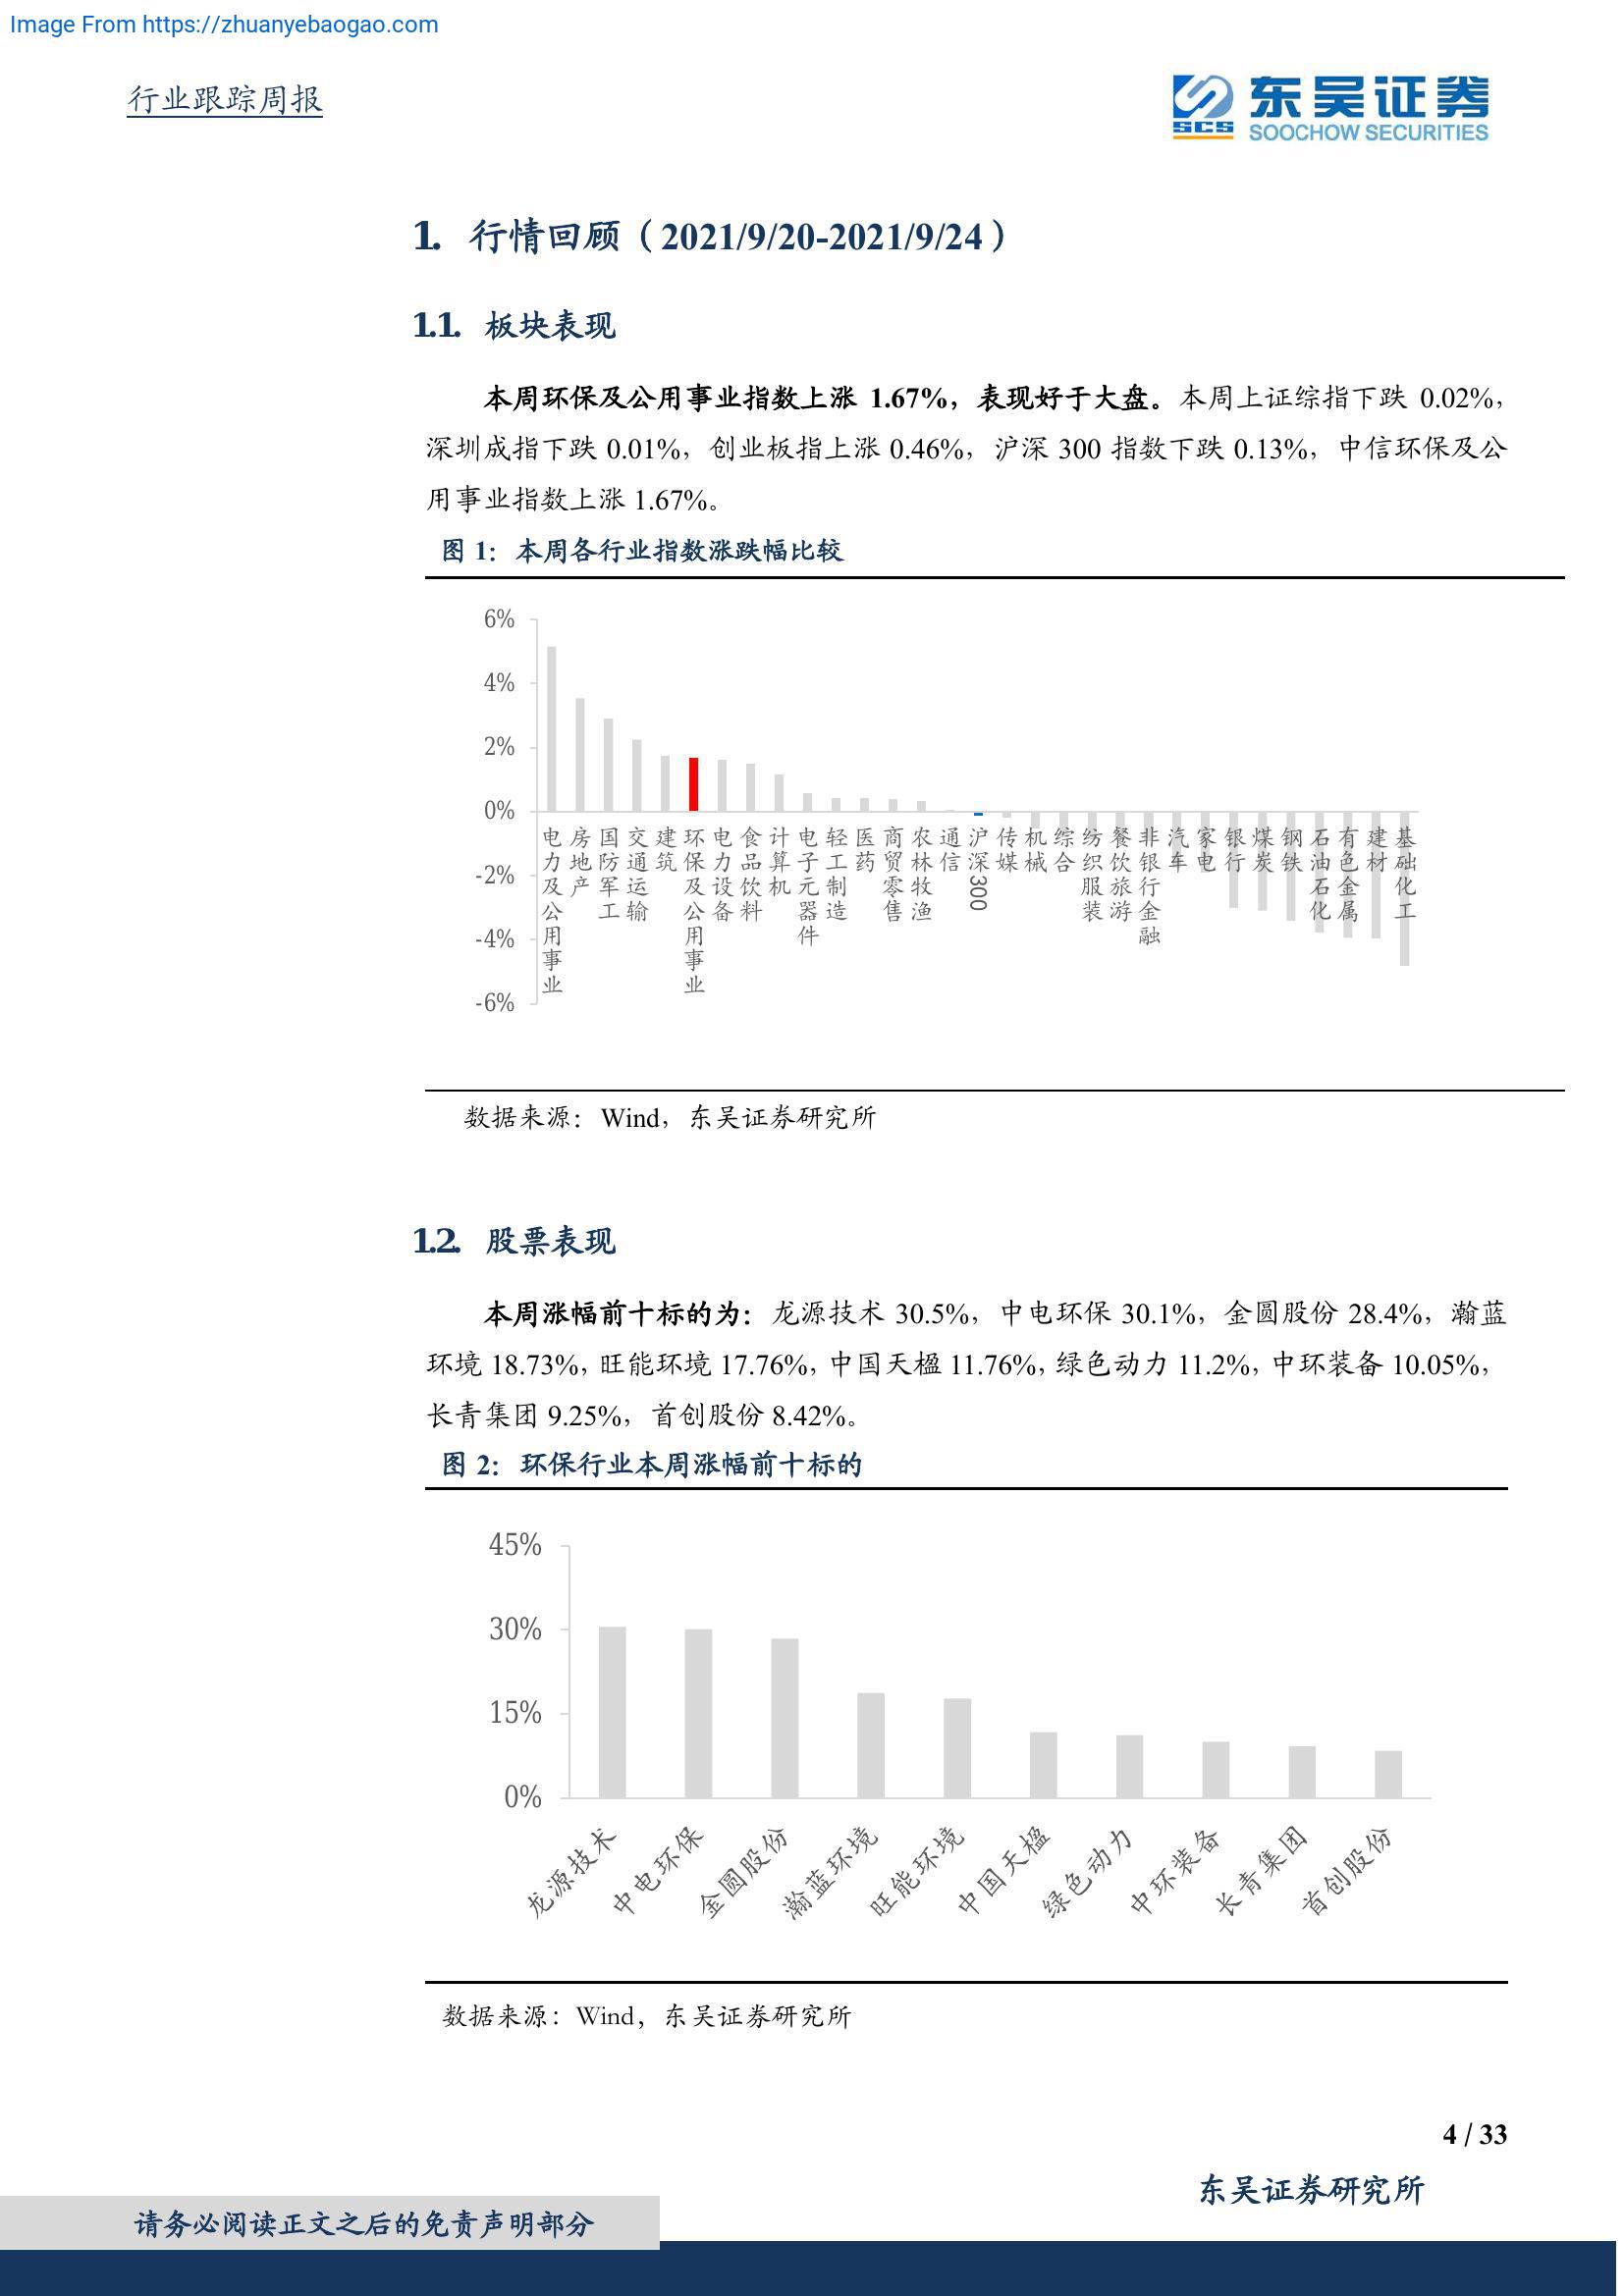 Image From https://zhuanyebaogao.com
行业跟踪周报
SCS
东吴证券
SOOCHOW SECURITIES
1. 行情回顾（2021/9/20-2021/9/24）
1.1. 板块表现
本周环保及公用事业指数上涨 1.67%，表现好于大盘。本周上证综指下跌 0.02%，
深圳成指下跌 0.01%，创业板指上涨 0.46%，沪深 300 指数下跌 0.13%，中信环保及公
用事业指数上涨 1.67%。
图 1：本周各行业指数涨跌幅比较
6%
4%
2%
0%
-2%
-4%
-6%
电力及公用事业
房地产
国防军工
交通运输
建筑
环保及公用事业
电力设备
食品饮料
计算机
电子元器件
轻工制造
医药
商贸零售
农林牧渔
通信
沪深300
传媒
机械
综合
纺织服装
餐饮旅游
非银行金融
汽车
家电
银行
煤炭
钢铁
石油石化
有色金属
建材
基础化工
数据来源：Wind，东吴证券研究所
1.2. 股票表现
本周涨幅前十标的为：龙源技术 30.5%，中电环保 30.1%，金圆股份 28.4%，瀚蓝
环境 18.73%，旺能环境 17.76%，中国天楹 11.76%，绿色动力 11.2%，中环装备 10.05%，
长青集团 9.25%，首创股份 8.42%。
图 2：环保行业本周涨幅前十标的
45%
30%
15%
0%
龙源技术
中电环保
金圆股份
瀚蓝环境
旺能环境
中国天楹
绿色动力
中环装备
长青集团
首创股份
数据来源：Wind，东吴证券研究所
4 / 33
东吴证券研究所
请务必阅读正文之后的免责声明部分